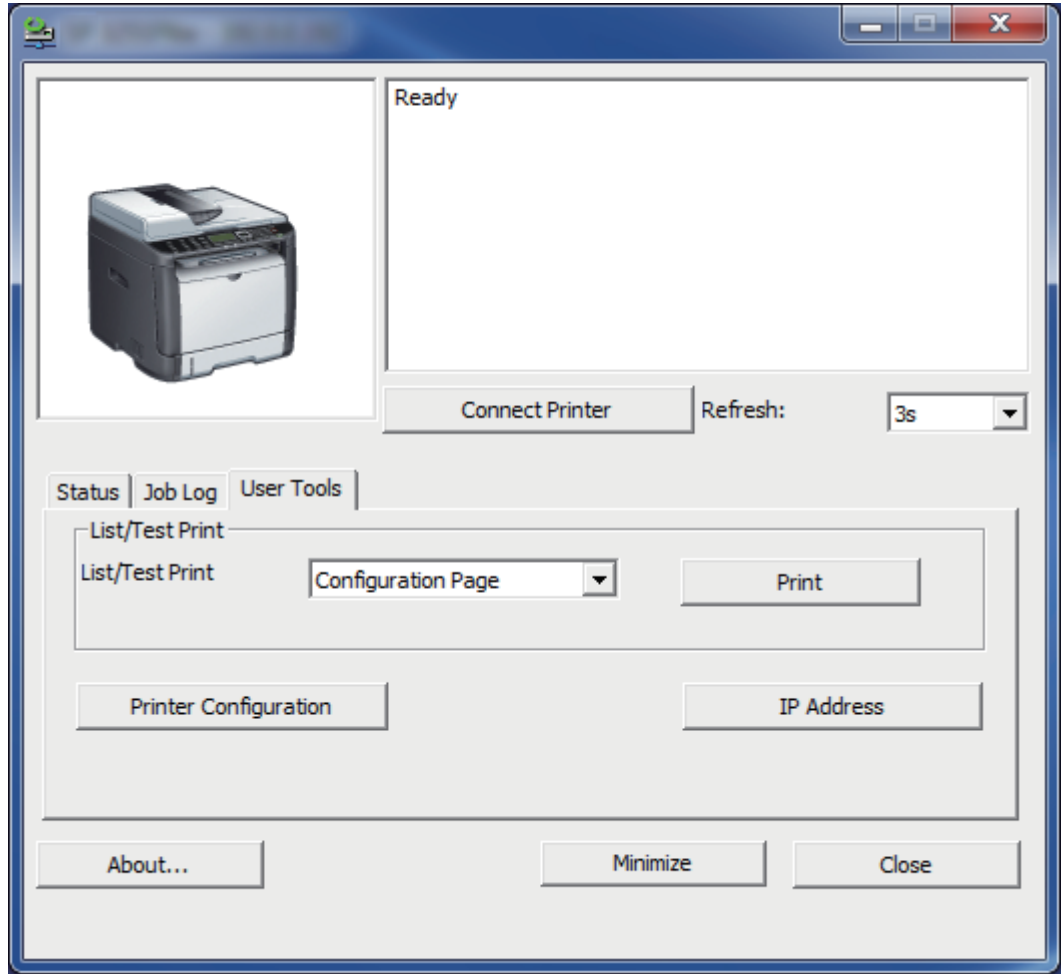 Ready
Connect Printer
Refresh:
3s
Status
Job Log
User Tools
List/Test Print
List/Test Print
Configuration Page
Print
Printer Configuration
IP Address
About...
Minimize
Close